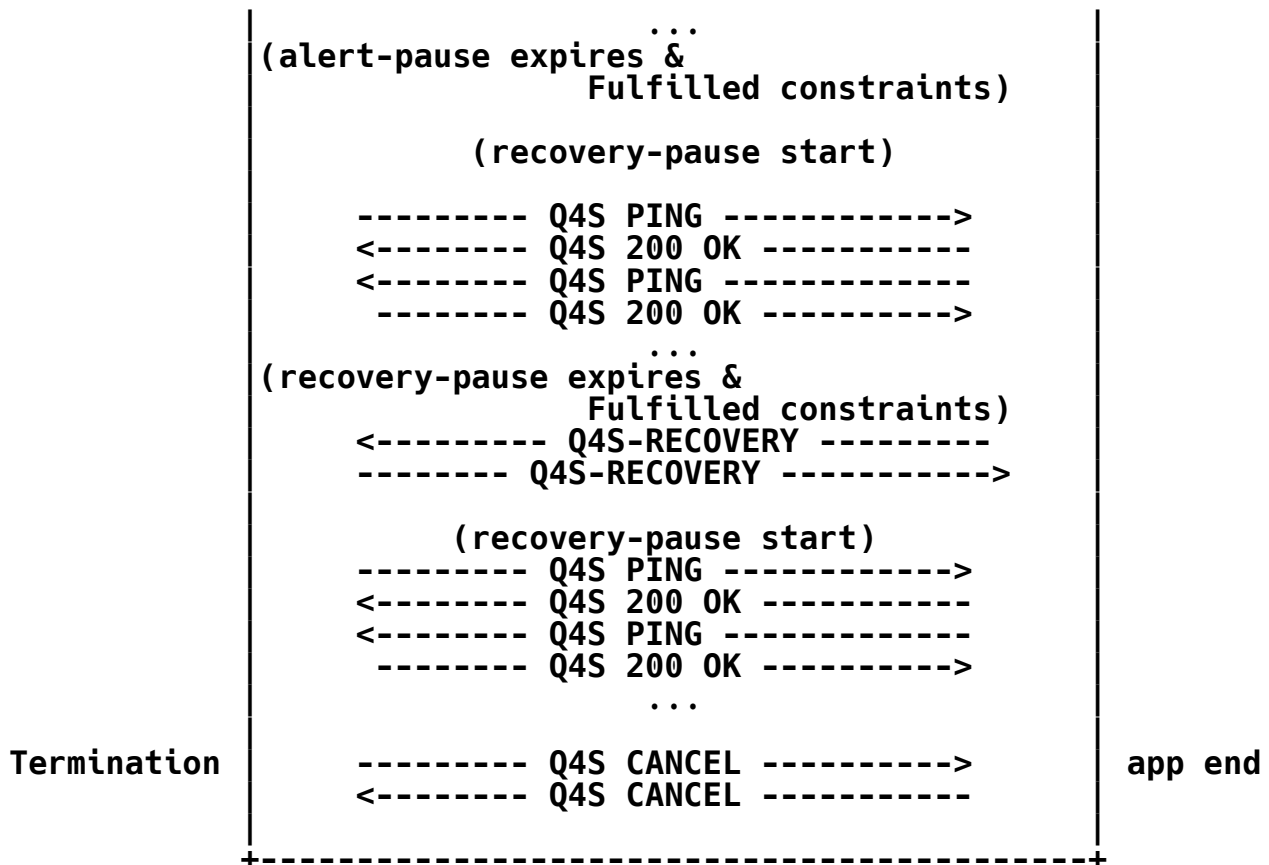 ...
(alert-pause expires &
Fulfilled constraints)
(recovery-pause start)
--------- Q4S PING ------------>
<-------- Q4S 200 OK -----------
<-------- Q4S PING -------------
-------- Q4S 200 OK ---------->
...
(recovery-pause expires &
Fulfilled constraints)
<--------- Q4S-RECOVERY ---------
-------- Q4S-RECOVERY ----------->
(recovery-pause start)
--------- Q4S PING ------------>
<-------- Q4S 200 OK -----------
<-------- Q4S PING -------------
-------- Q4S 200 OK ---------->
...
Termination | --------- Q4S CANCEL ----------> | app end
<-------- Q4S CANCEL -----------
+-------------------------------------------+